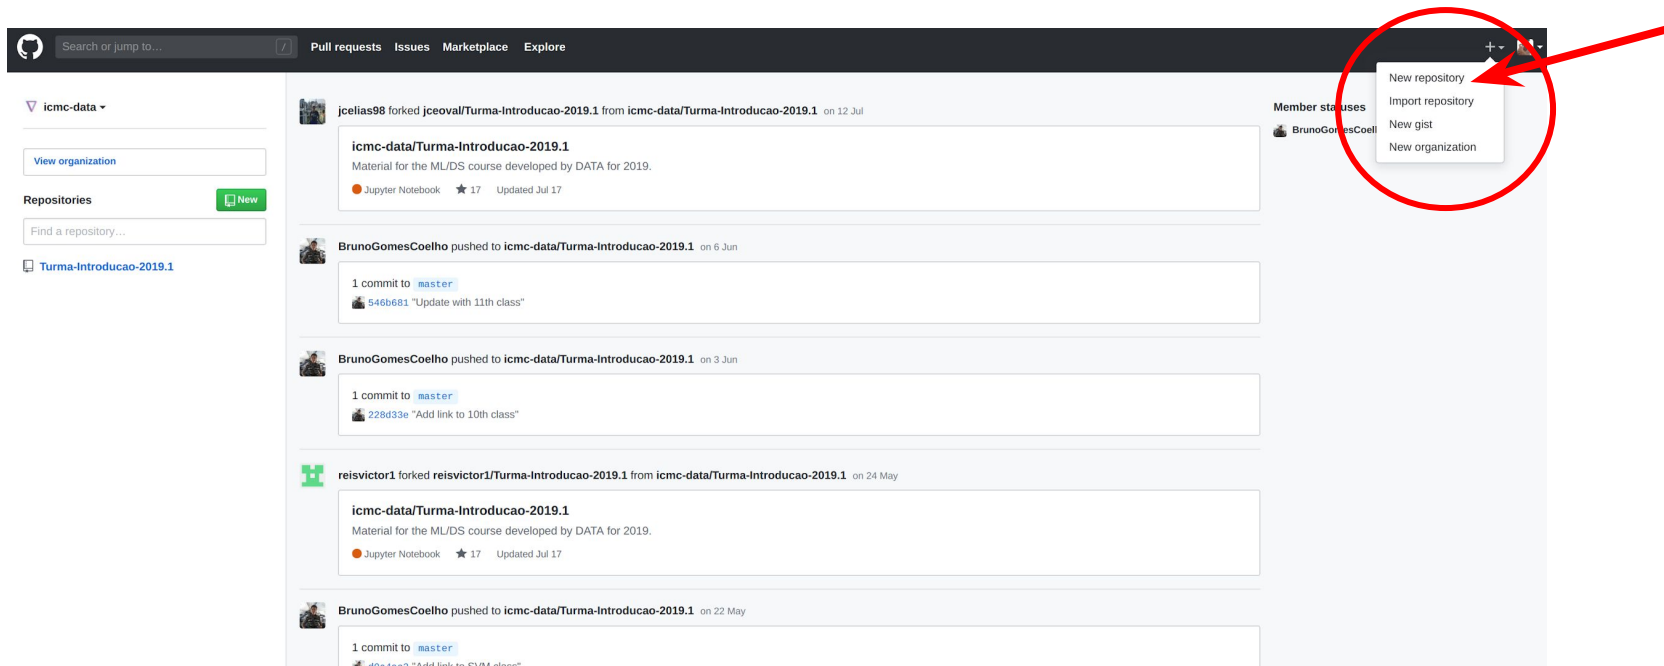 Search or jump to...
/
Pull requests Issues Marketplace Explore
New repository
Import repository
New gist
New organization
icmc-data
View organization
Repositories
New
Find a repository...
Turma-Introducao-2019.1
jcelias98 forked jceoval/Turma-Introducao-2019.1 from icmc-data/Turma-Introducao-2019.1 on 12 Jul
icmc-data/Turma-Introducao-2019.1
Material for the ML/DS course developed by DATA for 2019.
Jupyter Notebook 17 Updated Jul 17
BrunoGomesCoelho pushed to icmc-data/Turma-Introducao-2019.1 on 6 Jun
1 commit to master
546b681 "Update with 11th class"
BrunoGomesCoelho pushed to icmc-data/Turma-Introducao-2019.1 on 3 Jun
1 commit to master
228d33e "Add link to 10th class"
reisvictor1 forked reisvictor1/Turma-Introducao-2019.1 from icmc-data/Turma-Introducao-2019.1 on 24 May
icmc-data/Turma-Introducao-2019.1
Material for the ML/DS course developed by DATA for 2019.
Jupyter Notebook 17 Updated Jul 17
BrunoGomesCoelho pushed to icmc-data/Turma-Introducao-2019.1 on 22 May
1 commit to master
"Add link to SVM class"
Member statuses
BrunoGomesCoel